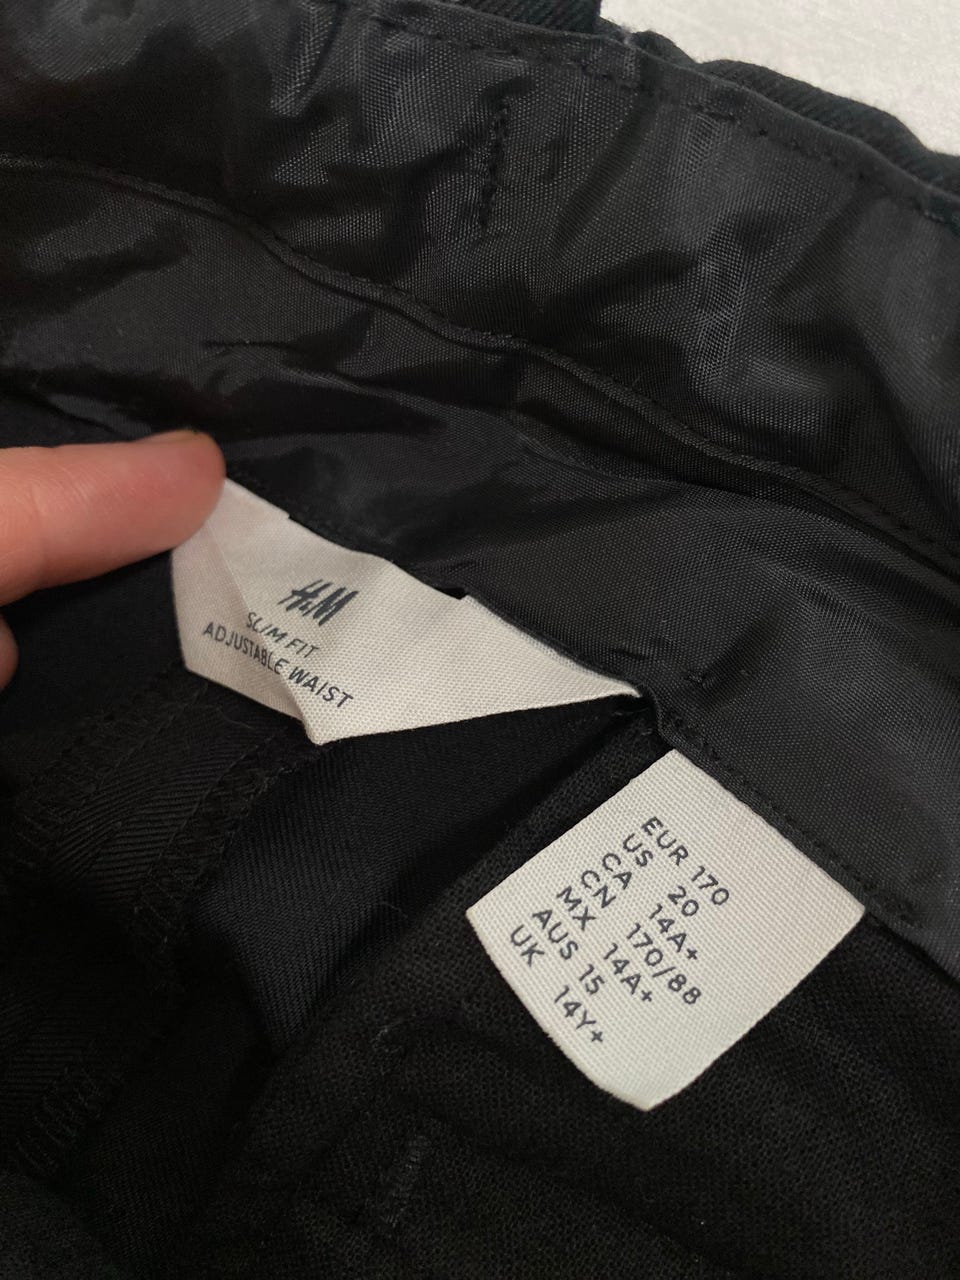 H&M
SLIM FIT
ADJUSTABLE WAIST
EUR 170
US 20
CA 14A+
CN 170/88
MX 14A+
AUS 15
UK 14Y+